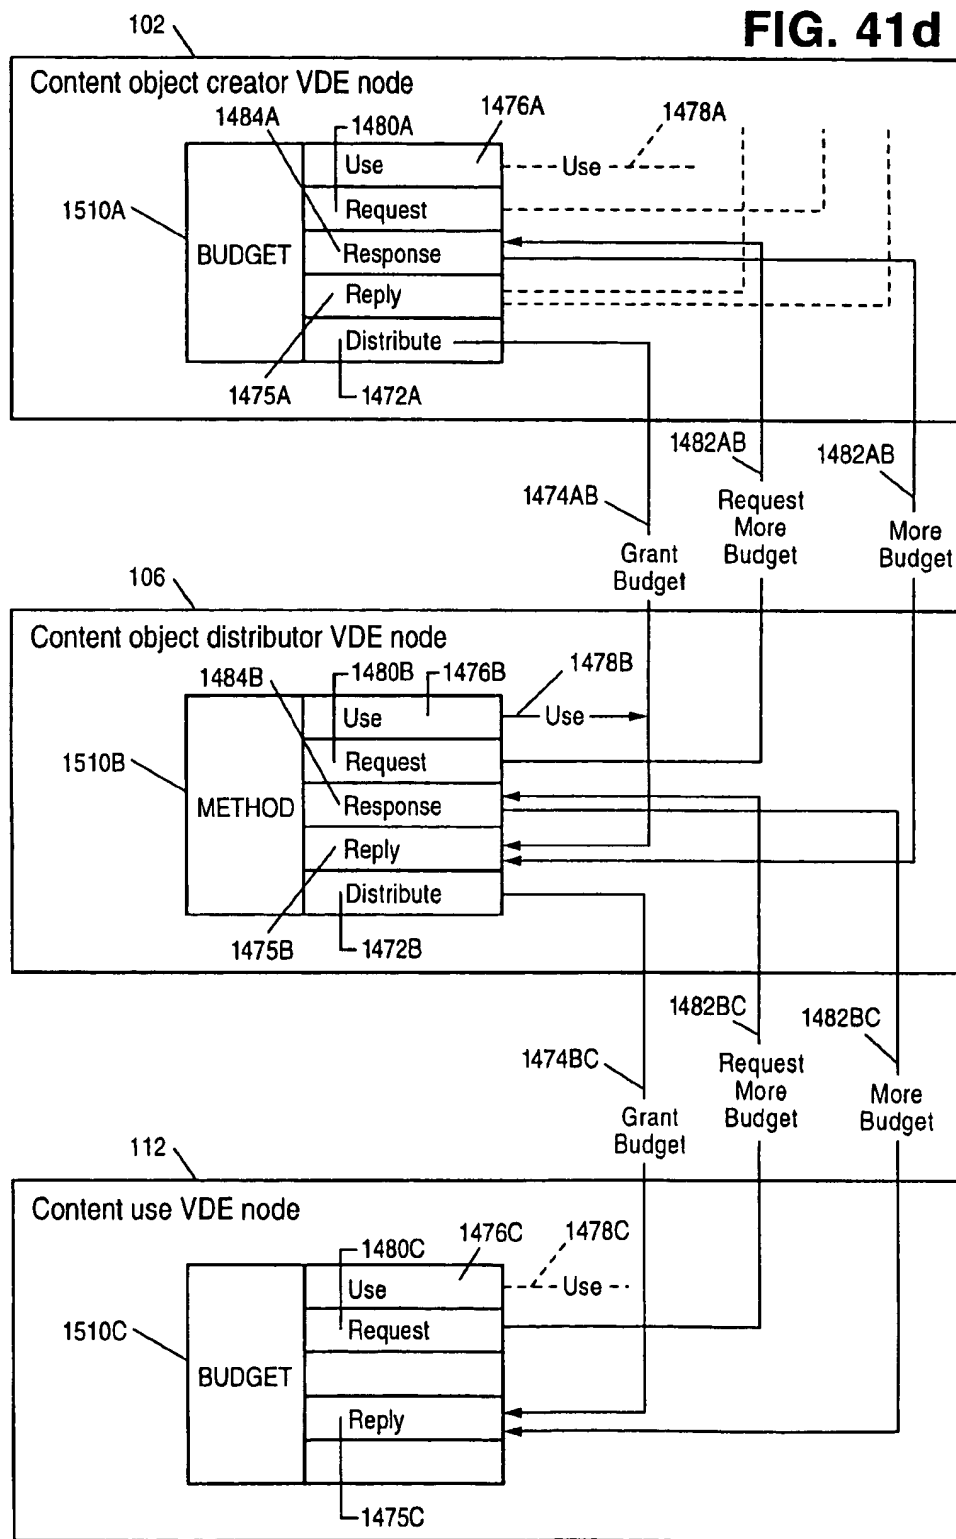 FIG. 41d
102
Content object creator VDE node
1484A
1480A
1476A
1478A
Use
Use
1510A
Request
BUDGET
Response
Reply
Distribute
1475A
1472A
1482AB
1482AB
1474AB
Request
More
Budget
More
Budget
Grant
Budget
106
Content object distributor VDE node
1484B
1480B
1476B
1478B
Use
Use
1510B
Request
METHOD
Response
Reply
Distribute
1475B
1472B
1482BC
1482BC
1474BC
Request
More
Budget
More
Budget
Grant
Budget
112
Content use VDE node
1480C
1476C
1478C
Use
Use
1510C
Request
BUDGET
Reply
1475C